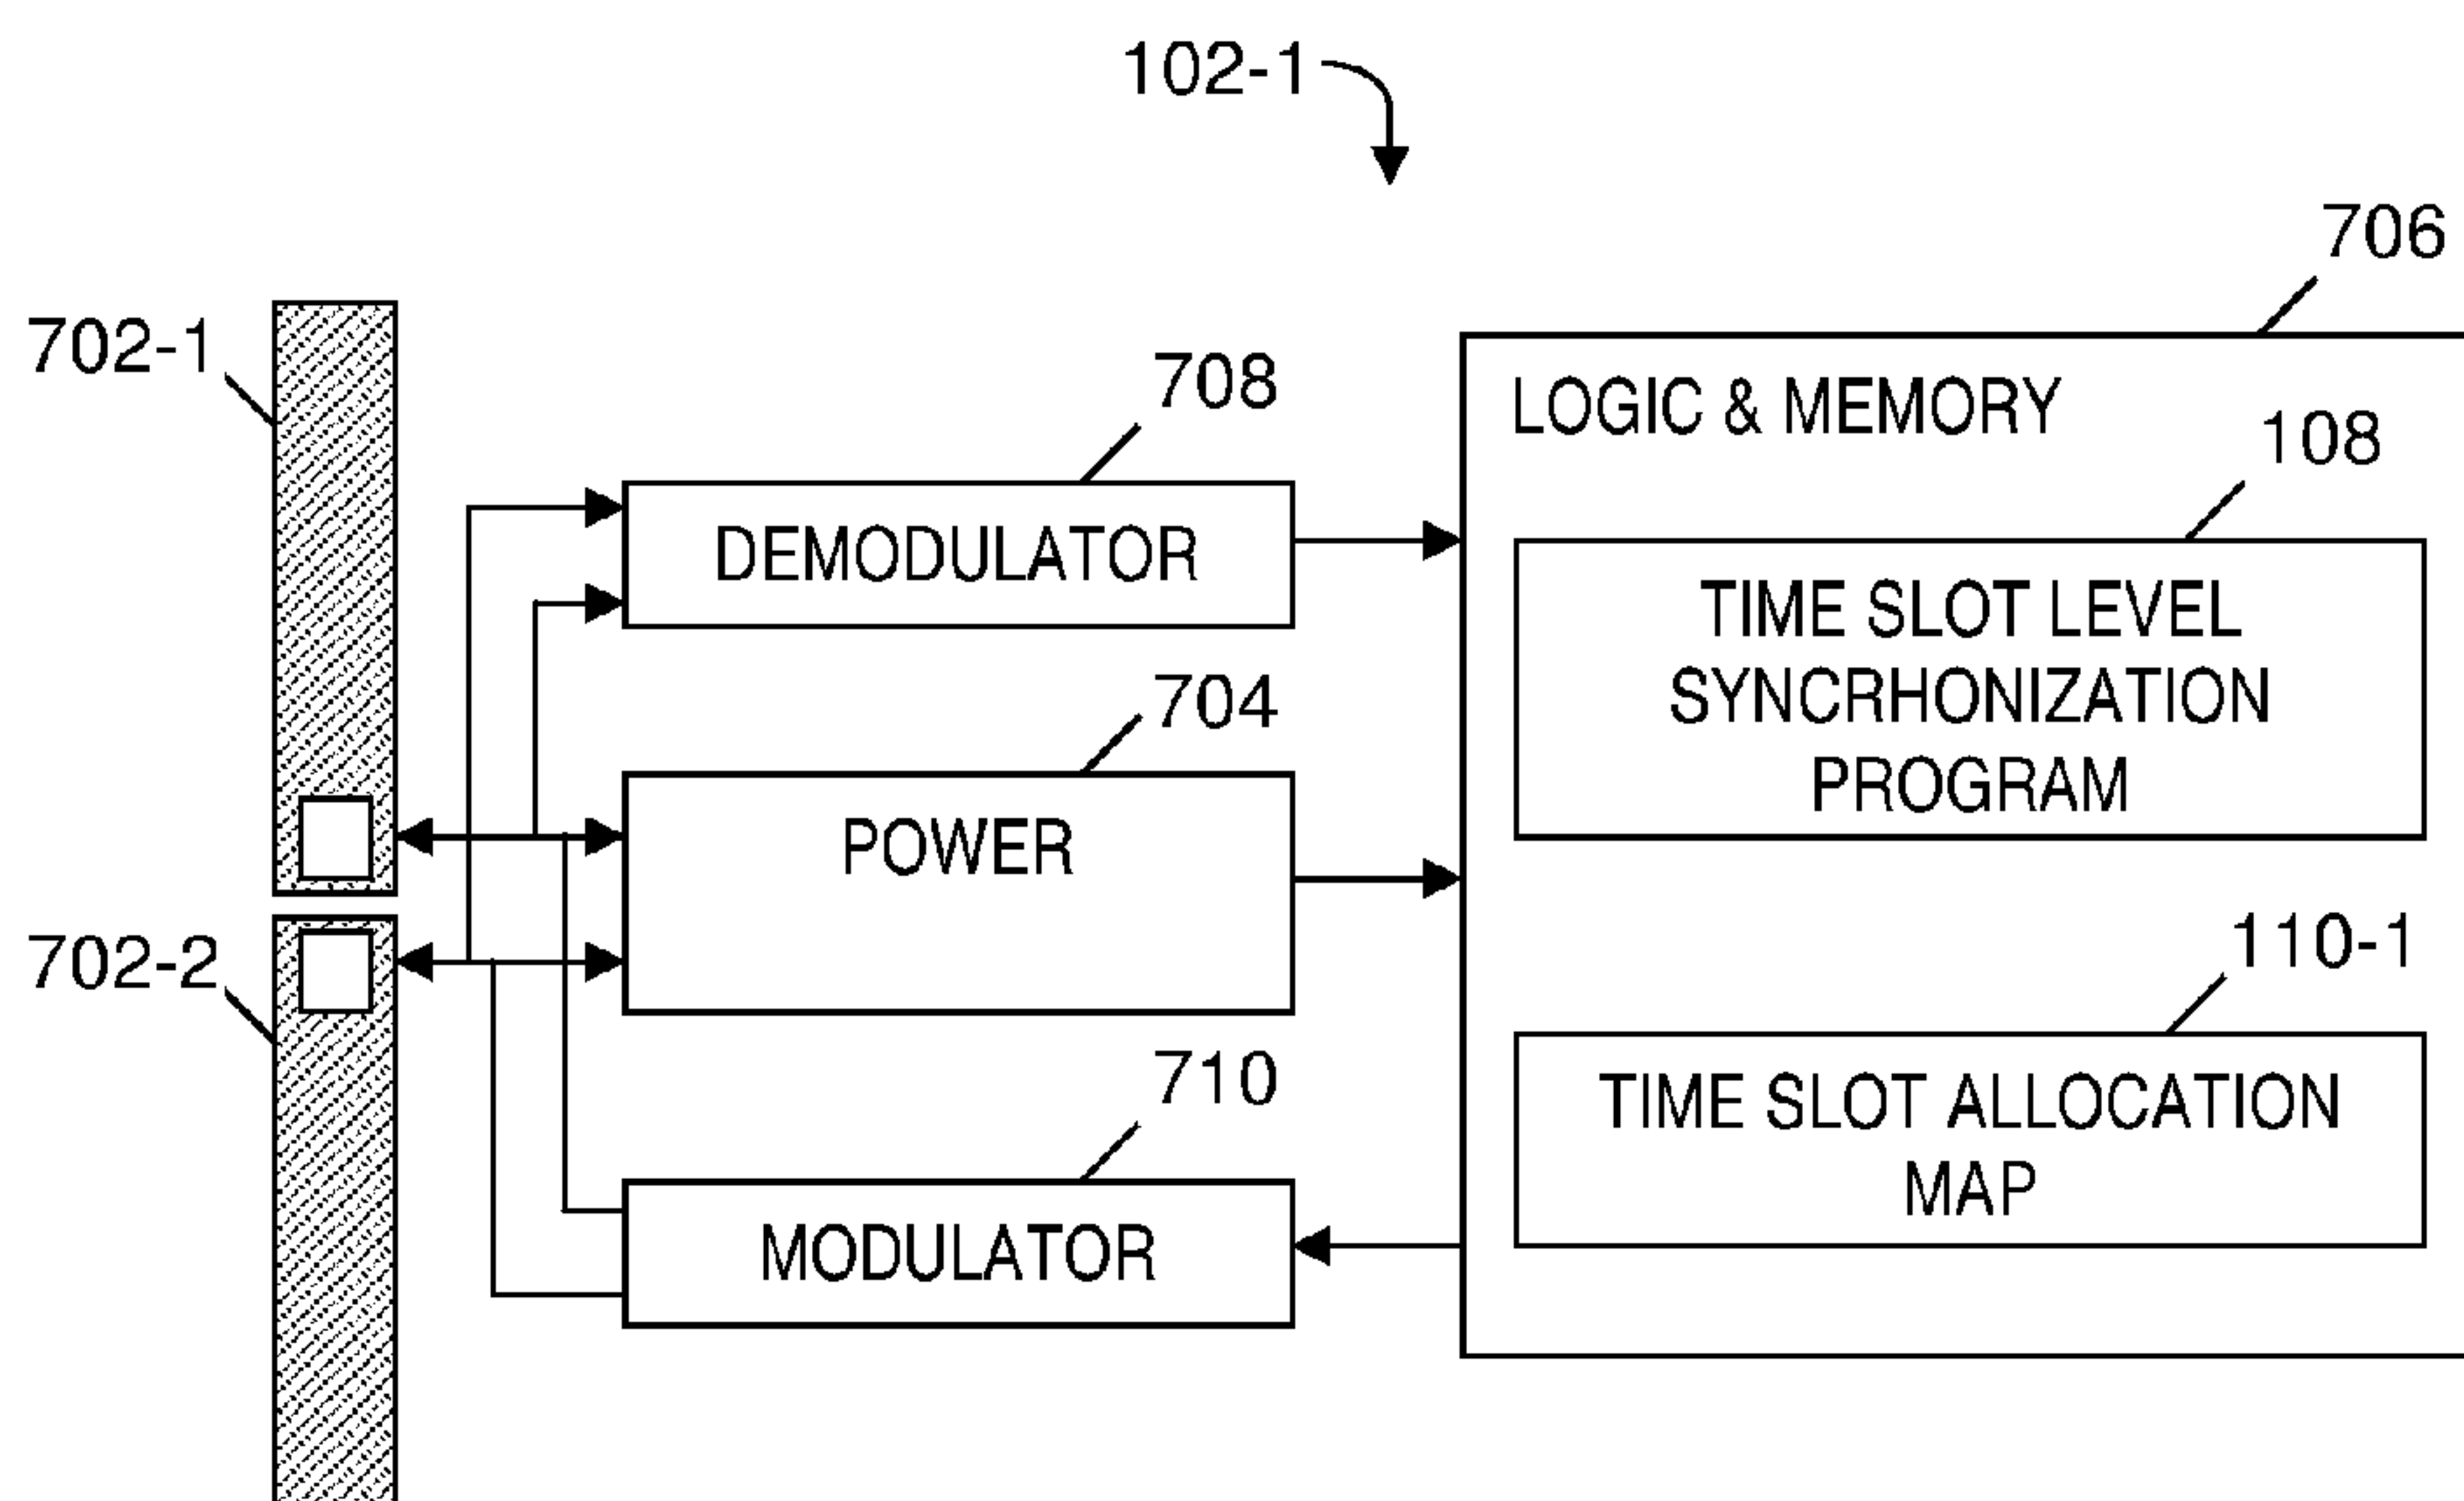 102-1
706
702-1
708
LOGIC & MEMORY
108
DEMODULATOR
TIME SLOT LEVEL
SYNCRHONIZATION
PROGRAM
704
POWER
702-2
110-1
710
TIME SLOT ALLOCATION
MAP
MODULATOR